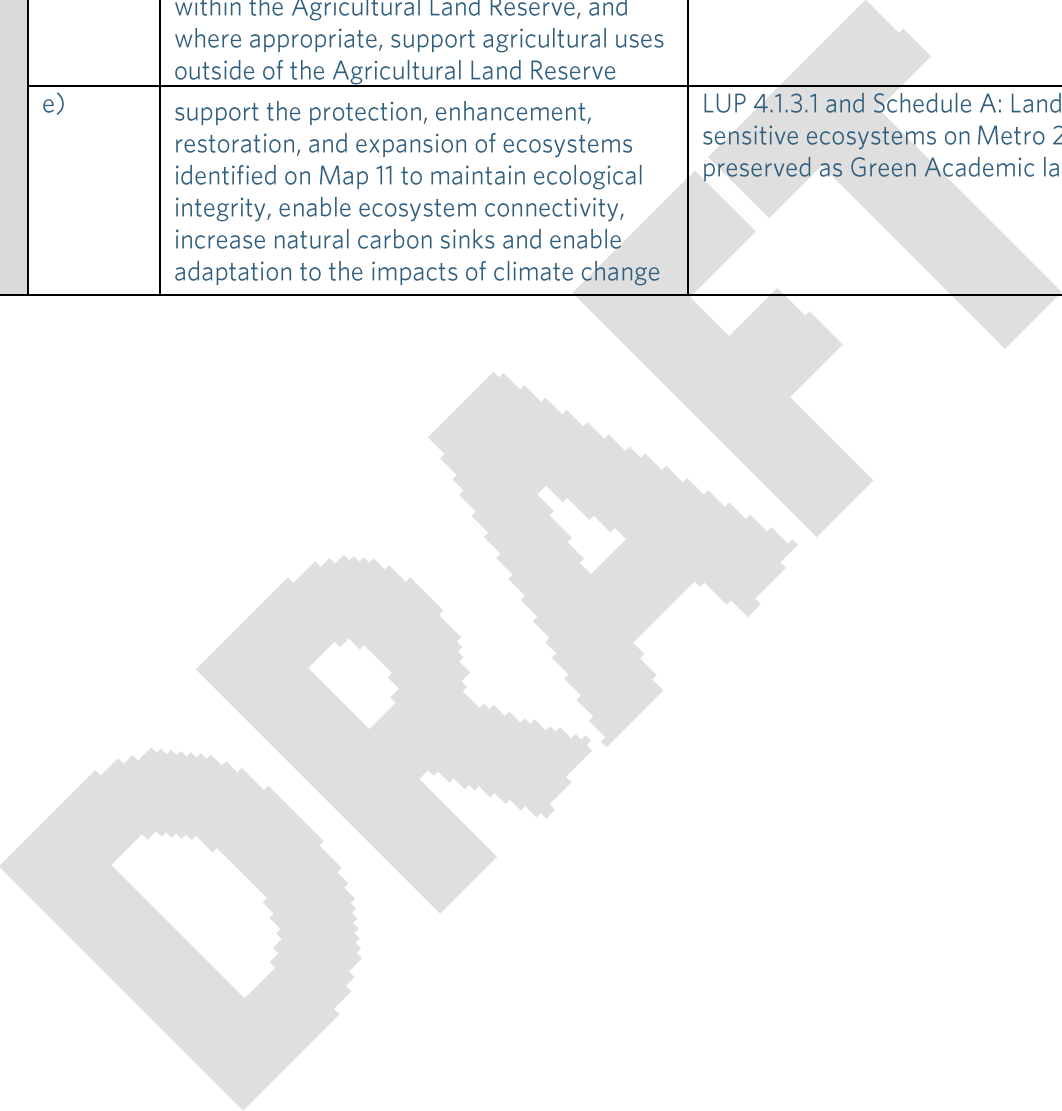 within the Agricultural Land Reserve, and
where appropriate, support agricultural uses
outside of the Agricultural Land Reserve
e)
support the protection, enhancement,
restoration, and expansion of ecosystems
identified on Map 11 to maintain ecological
integrity, enable ecosystem connectivity,
increase natural carbon sinks and enable
adaptation to the impacts of climate change
LUP 4.1.3.1 and Schedule A: Land
sensitive ecosystems on Metro 2
preserved as Green Academic la
DRAFT